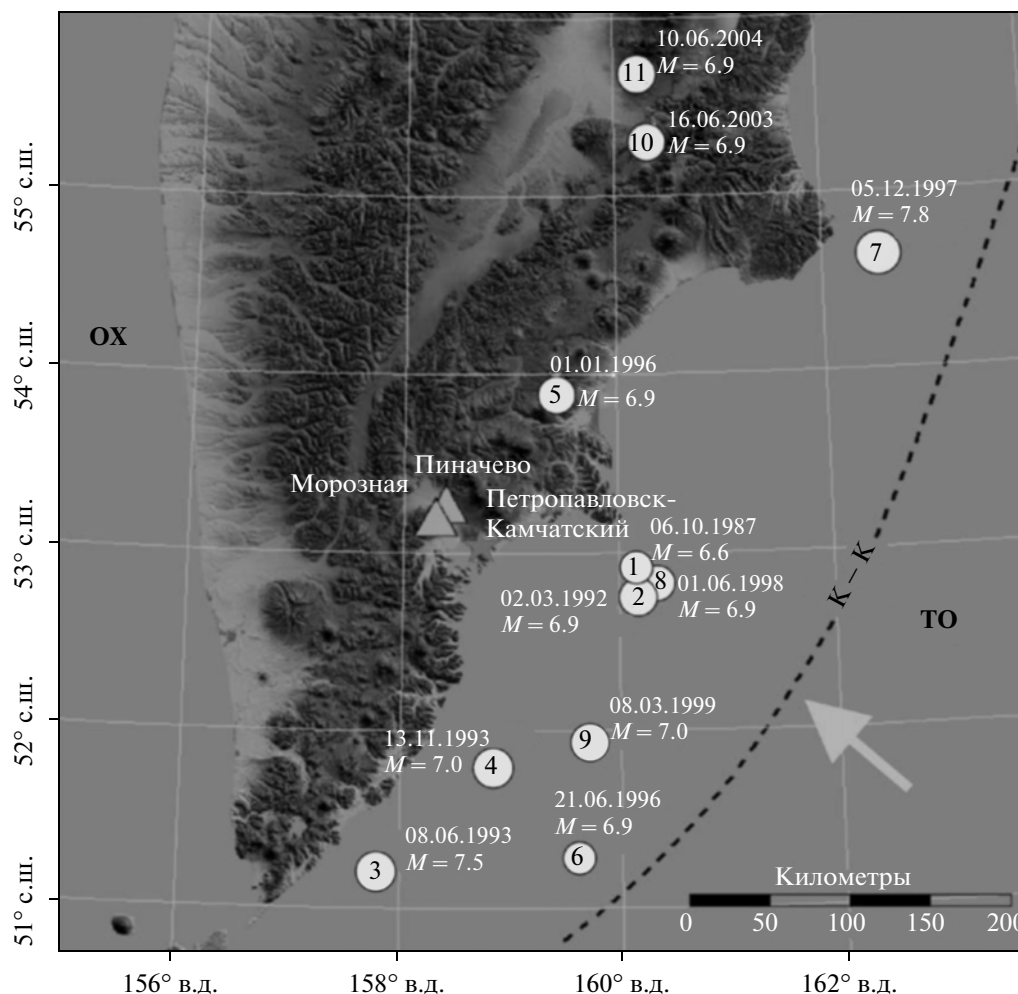 10.06.2004
M = 6.9
11
16.06.2003
M = 6.9
10
05.12.1997
M = 7.8
7
55° с.ш.
ОХ
54° с.ш.
01.01.1996
M = 6.9
5
Пиначево
Морозная
Петропавловск-
Камчатский
06.10.1987
M = 6.6
1
8
01.06.1998
M = 6.9
2
02.03.1992
M = 6.9
53° с.ш.
К – К
ТО
52° с.ш.
08.03.1999
M = 7.0
9
13.11.1993
M = 7.0
4
21.06.1996
M = 6.9
6
08.06.1993
M = 7.5
3
51° с.ш.
Километры
0 50 100 150 200
156° в.д. 158° в.д. 160° в.д. 162° в.д.